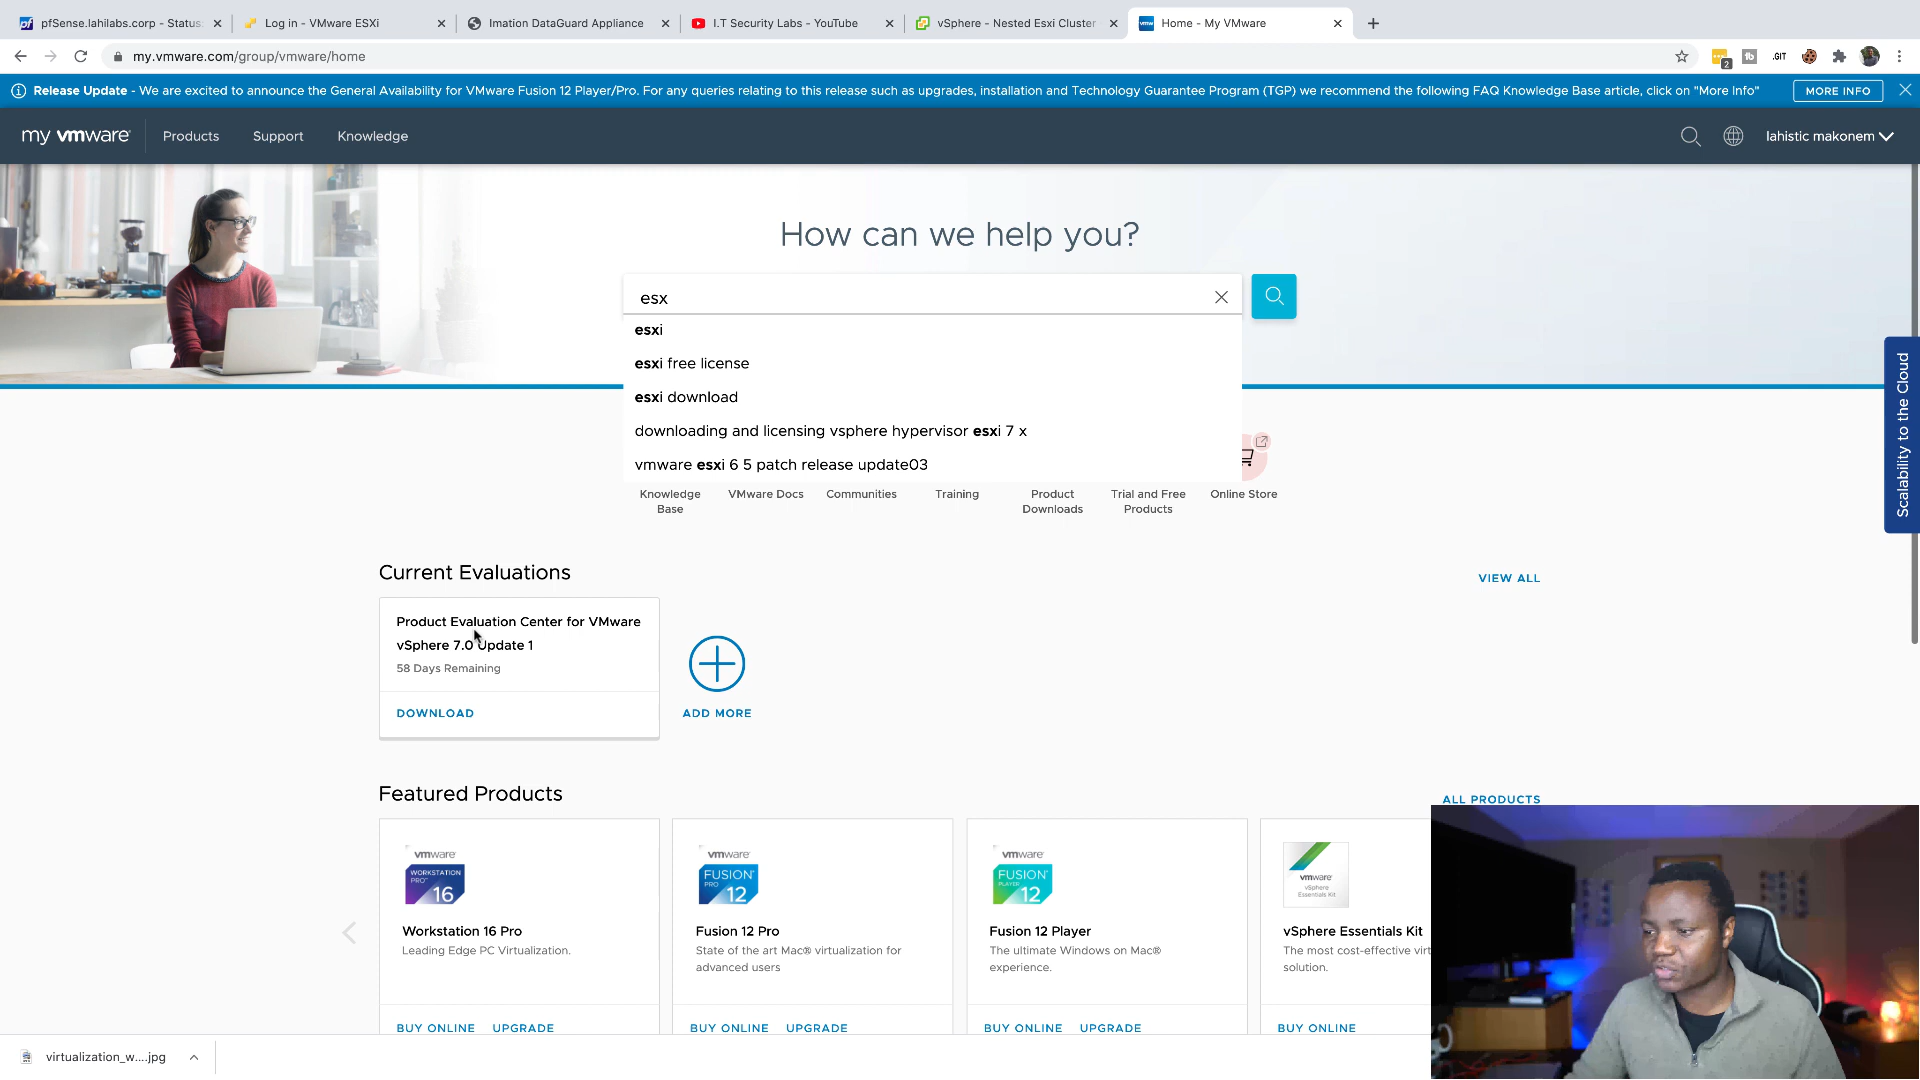 pfSense.lahilabs.corp - Status:
Log in - VMware ESXi
Imation DataGuard Appliance
I.T Security Labs - YouTube
vSphere - Nested Esxi Cluster
Home - My VMware
my.vmware.com/group/vmware/home
2
.GIT
Release Update - We are excited to announce the General Availability for VMware Fusion 12 Player/Pro. For any queries relating to this release such as upgrades, installation and Technology Guarantee Program (TGP) we recommend the following FAQ Knowledge Base article, click on "More Info"
MORE INFO
my vmware
Products
Support
Knowledge
lahistic makonem
How can we help you?
esx
esxi
esxi free license
esxi download
downloading and licensing vsphere hypervisor esxi 7 x
vmware esxi 6 5 patch release update03
Scalability to the Cloud
Knowledge
Base
VMware Docs
Communities
Training
Product
Downloads
Trial and Free
Products
Online Store
Current Evaluations
VIEW ALL
Product Evaluation Center for VMware
vSphere 7.0 Update 1
58 Days Remaining
DOWNLOAD
ADD MORE
Featured Products
ALL PRODUCTS
vmware
WORKSTATION
PRO
16
Workstation 16 Pro
Leading Edge PC Virtualization.
BUY ONLINE
UPGRADE
vmware
FUSION
PRO
12
Fusion 12 Pro
State of the art Mac® virtualization for
advanced users
BUY ONLINE
UPGRADE
vmware
FUSION
PLAYER
12
Fusion 12 Player
The ultimate Windows on Mac®
experience.
BUY ONLINE
UPGRADE
vmware
vSphere
Essentials Kit
vSphere Essentials Kit
The most cost-effective virt
solution.
BUY ONLINE
virtualization_w....jpg